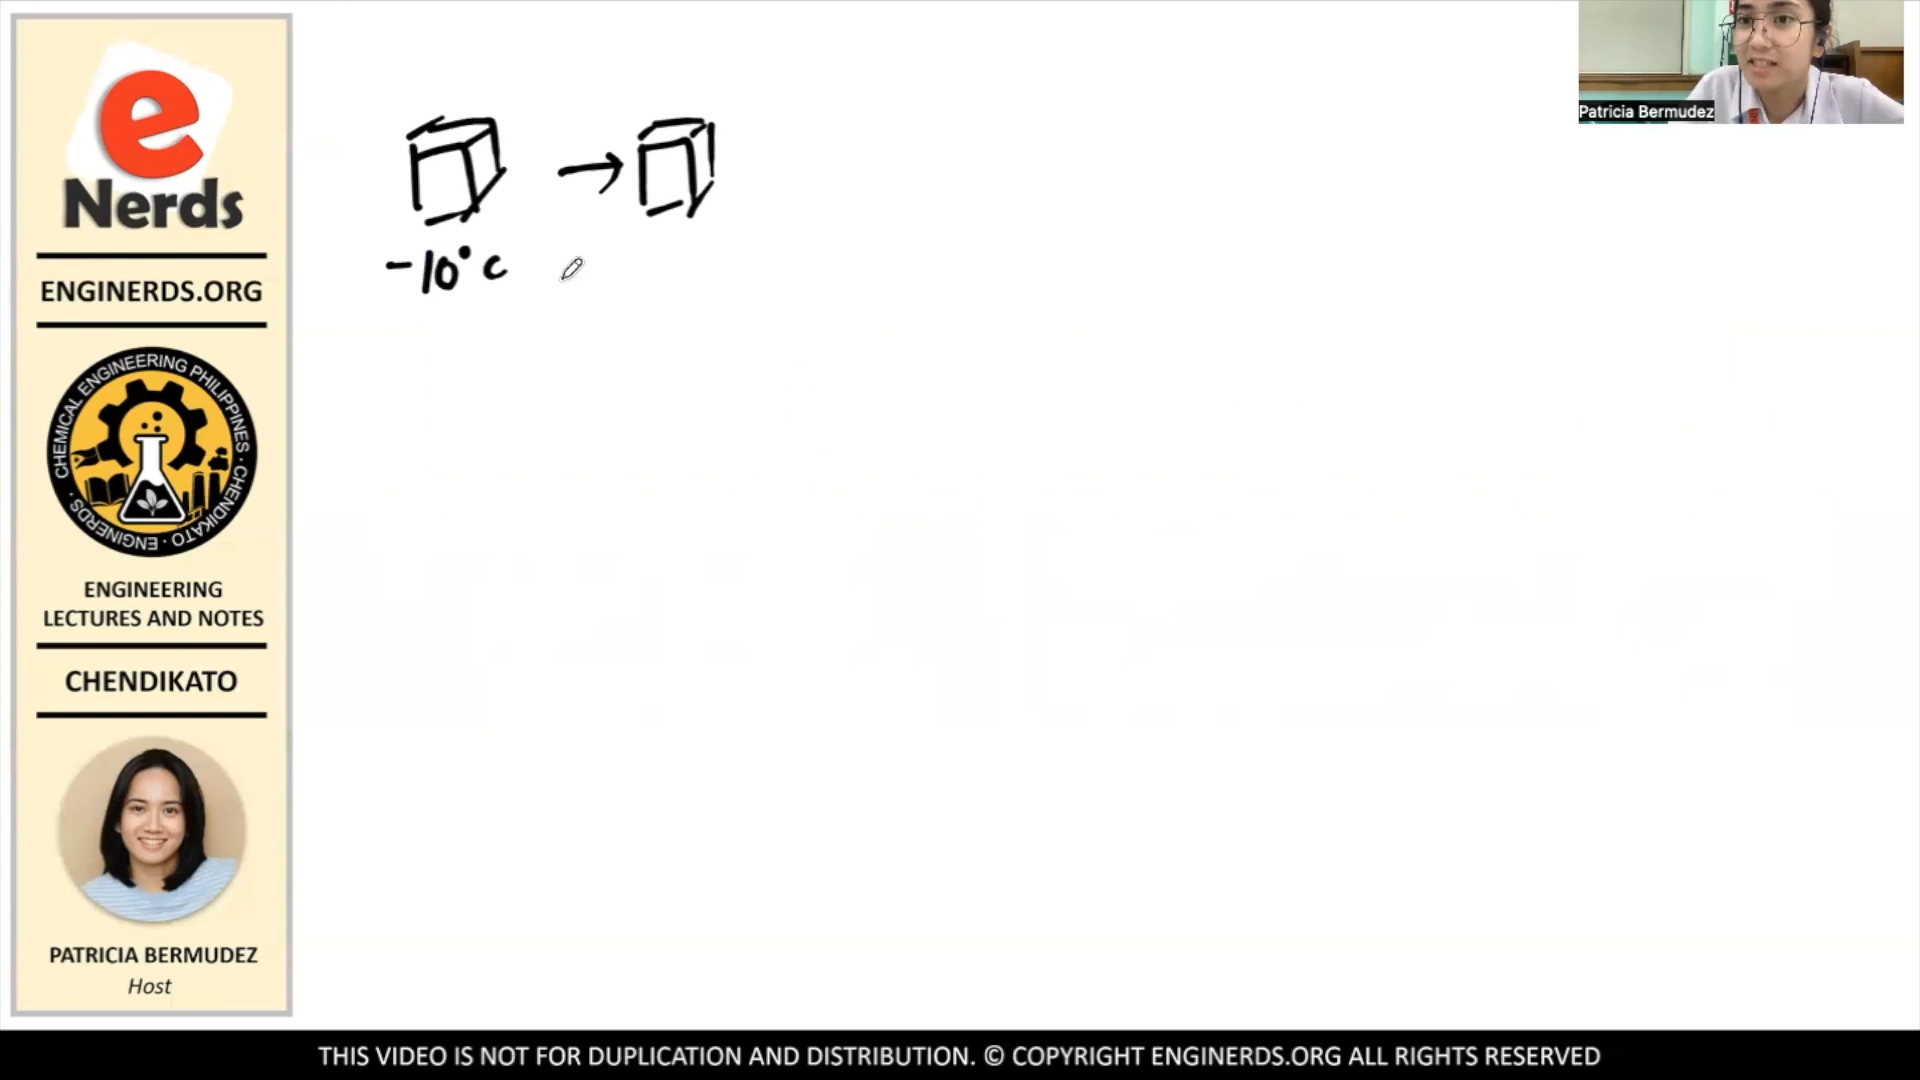 e
Nerds
ENGINERDS.ORG
CHEMICAL ENGINEERING PHILIPPINES · CHENDIKATO · ENGINERDS ·
ENGINEERING
LECTURES AND NOTES
CHENDIKATO
PATRICIA BERMUDEZ
Host
-10°C
Patricia Bermudez
THIS VIDEO IS NOT FOR DUPLICATION AND DISTRIBUTION. © COPYRIGHT ENGINERDS.ORG ALL RIGHTS RESERVED